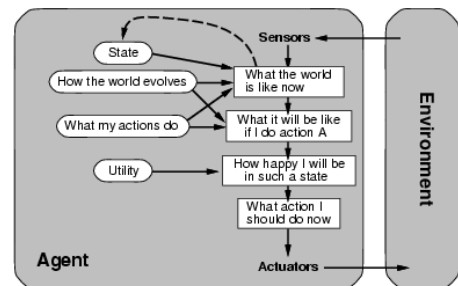 State
Sensors
How the world evolves
What the world
is like now
What my actions do
What it will be like
if I do action A
Utility
How happy I will be
in such a state
What action I
should do now
Agent
Actuators
Environment